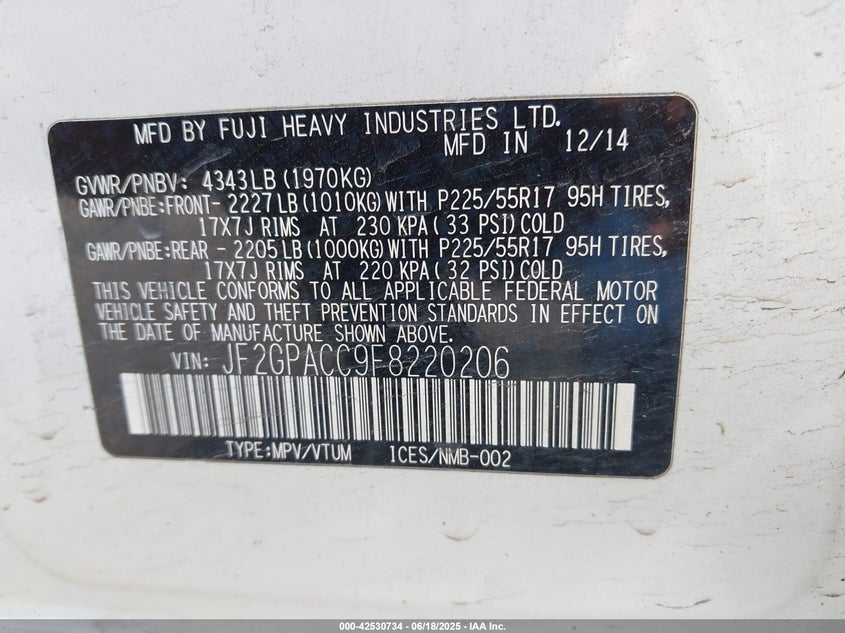 MFD BY FUJI HEAVY INDUSTRIES LTD.
MFD IN 12/14
GVWR/PNBV: 4343LB(1970KG)
GAWR/PNBE:FRONT- 2227LB(1010KG)WITH P225/55R17 95H TIRES,
17X7J RIMS AT 230 KPA( 33 PSI)COLD
GAWR/PNBE:REAR - 2205LB(1000KG)WITH P225/55R17 95H TIRES,
17X7J RIMS AT 220 KPA( 32 PSI)COLD
THIS VEHICLE CONFORMS TO ALL APPLICABLE FEDERAL MOTOR
VEHICLE SAFETY AND THEFT PREVENTION STANDARDS IN EFFECT ON
THE DATE OF MANUFACTURE SHOWN ABOVE.
VIN: JF2GPACC9F8220206
TYPE:MPV/VTUM ICES/NMB-002
000-42530734 - 06/18/2025 - IAA Inc.